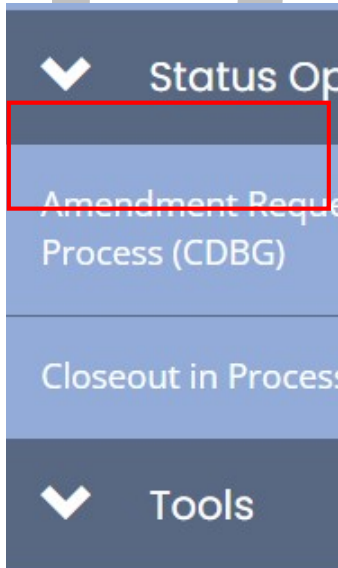 Status Op
Amendment Reque
Process (CDBG)
Closeout in Process
Tools